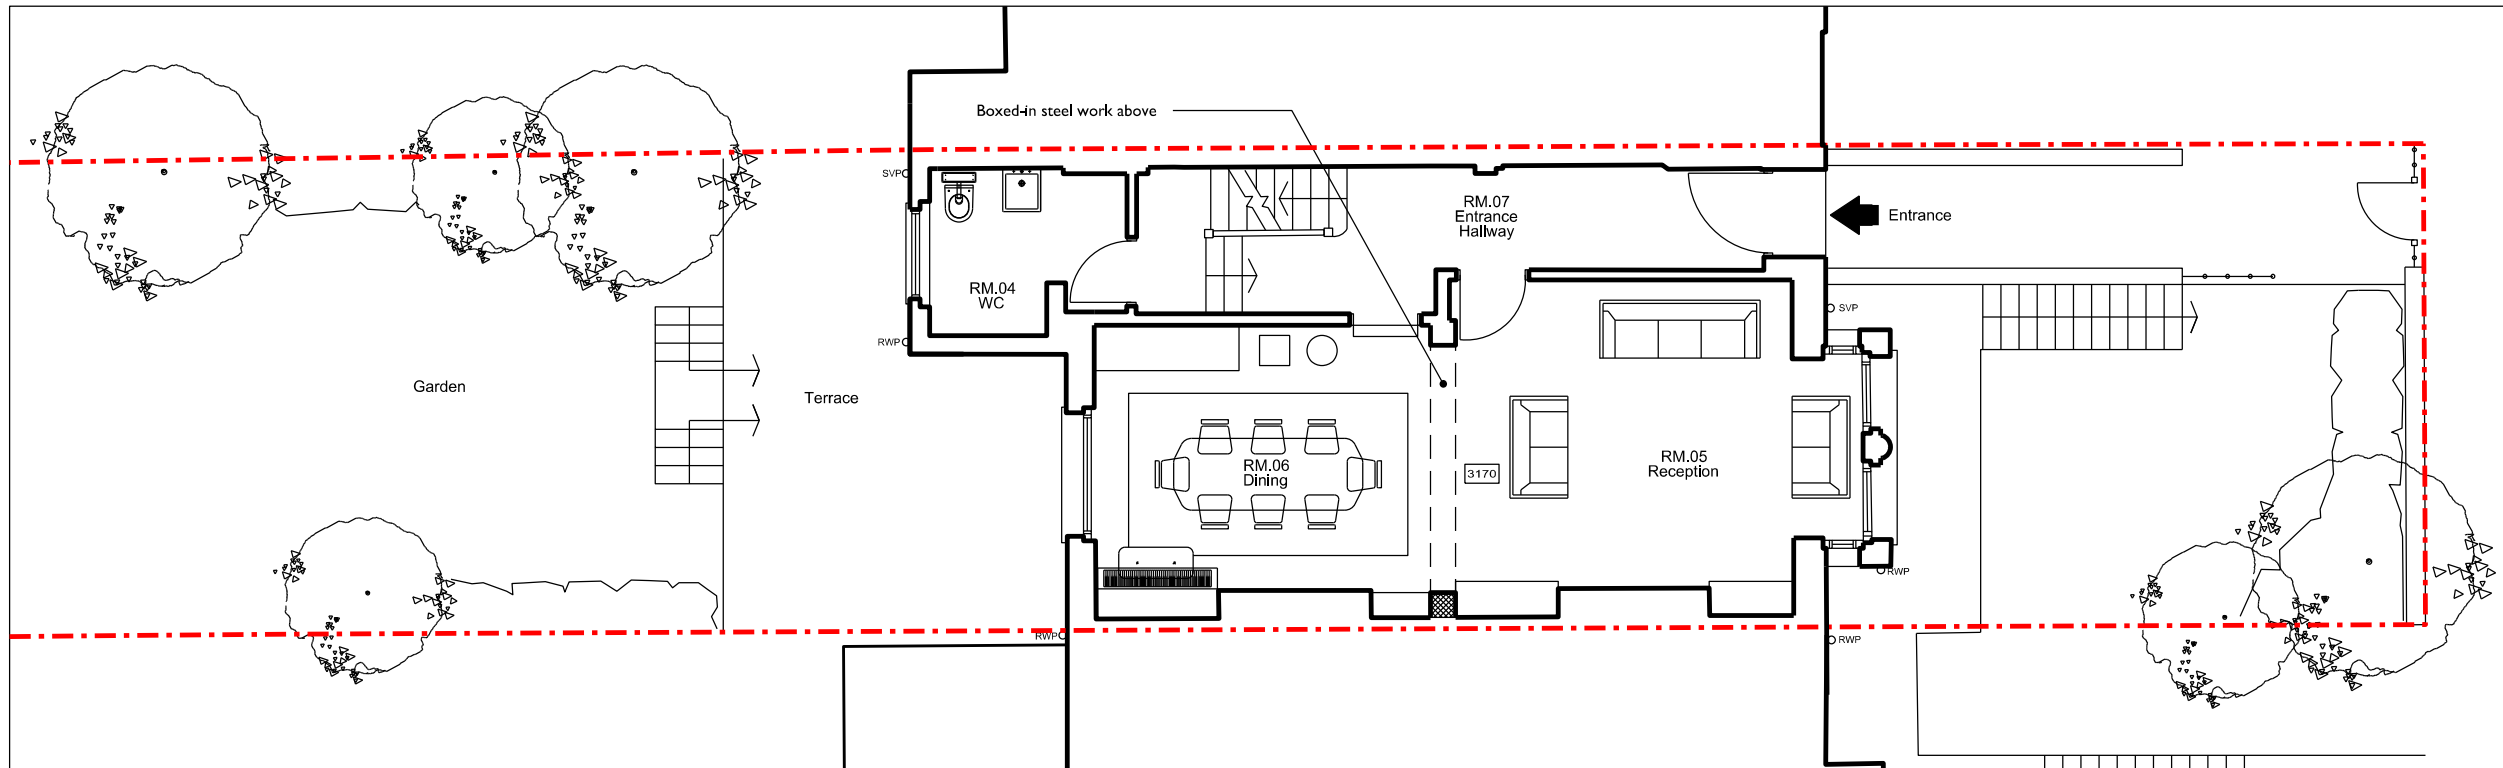 Boxed-in steel work above
SVP
RM.07
Entrance
Hallway
Entrance
RM.04
WC
SVP
RWP
Garden
Terrace
RM.06
Dining
3170
RM.05
Reception
RWP
RWP
RWP